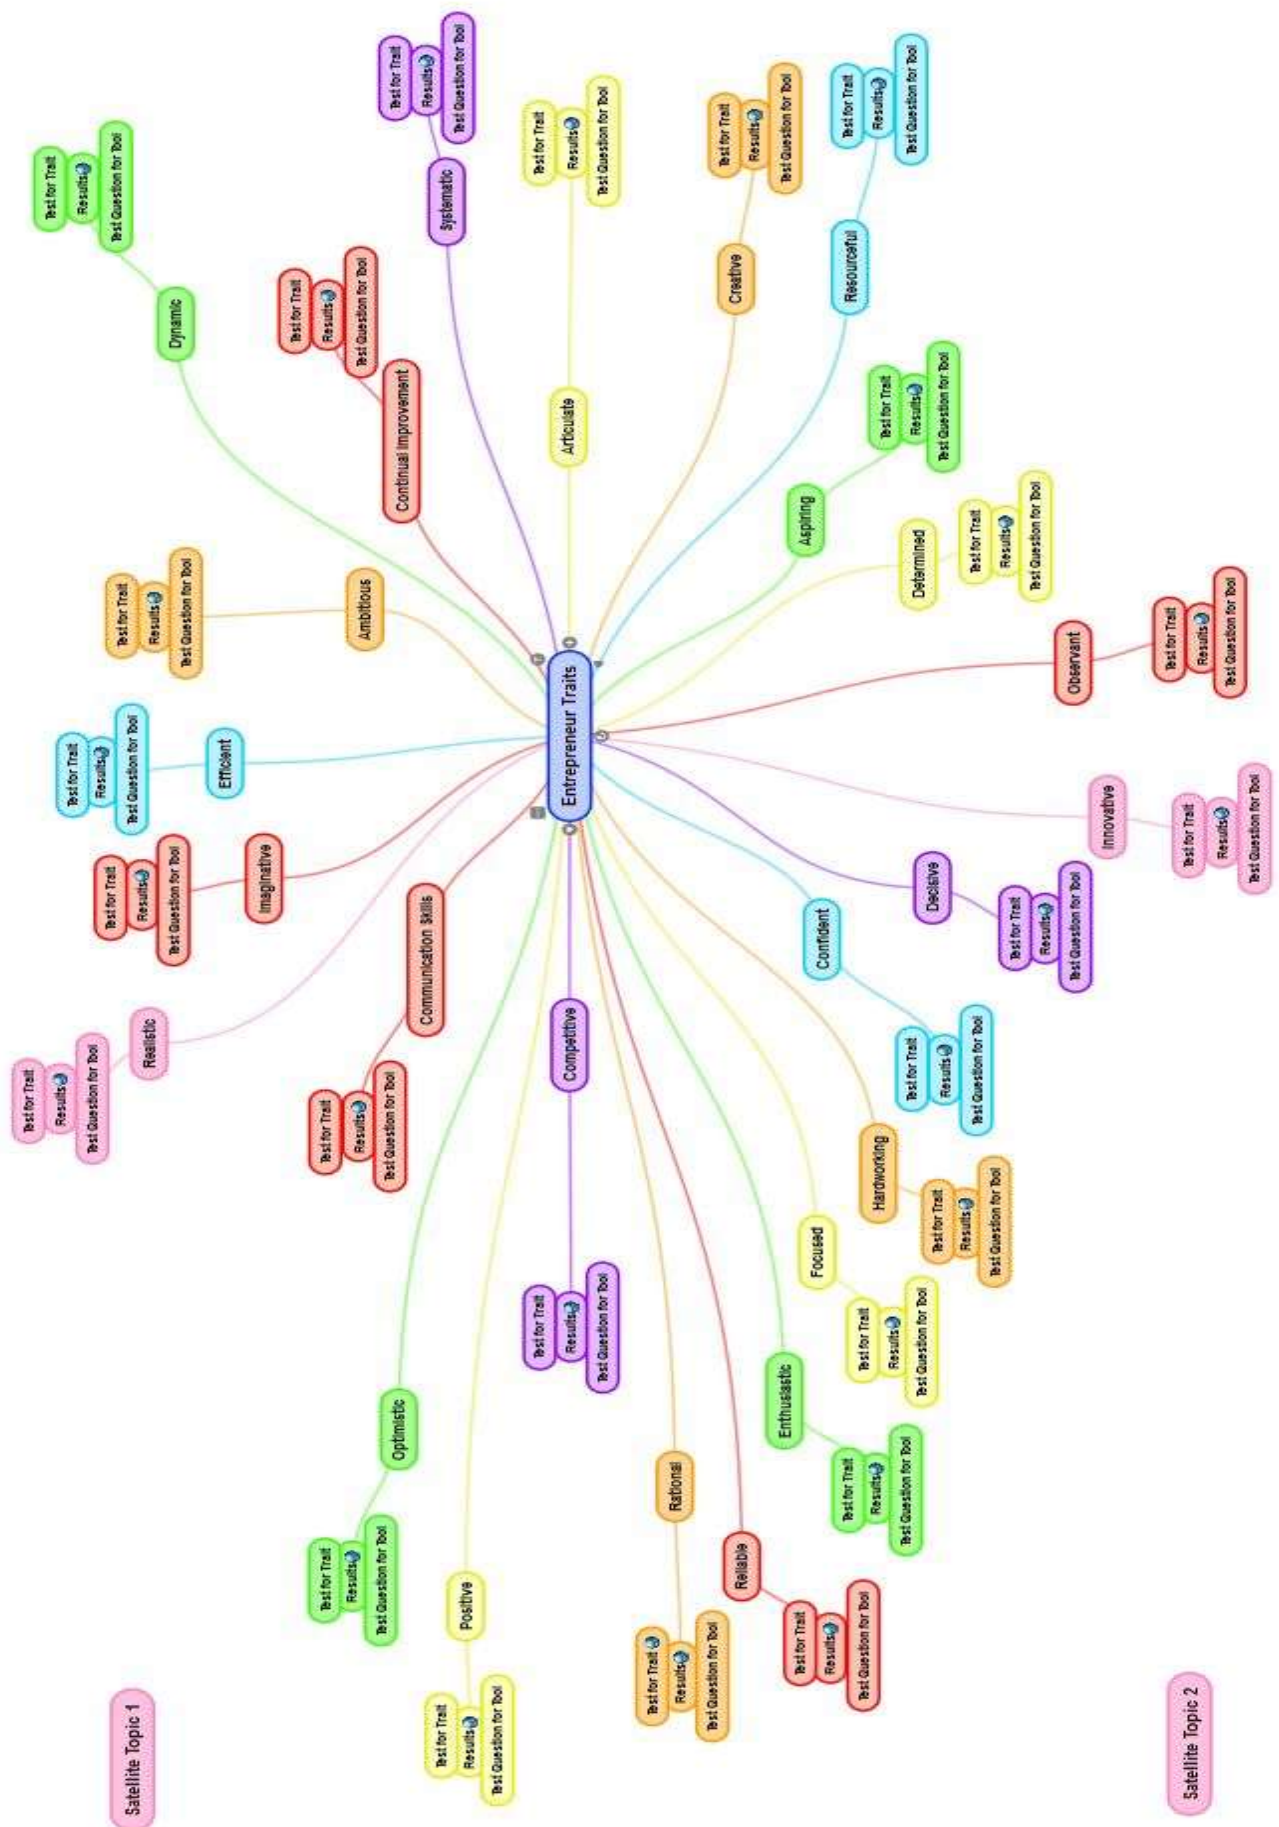 Entrepreneur Traits
Dynamic
Test for Trait
Results
Test Question for Tool
Continual Improvement
Test for Trait
Results
Test Question for Tool
Systematic
Test for Trait
Results
Test Question for Tool
Articulate
Test for Trait
Results
Test Question for Tool
Creative
Test for Trait
Results
Test Question for Tool
Resourceful
Test for Trait
Results
Test Question for Tool
Aspiring
Test for Trait
Results
Test Question for Tool
Determined
Test for Trait
Results
Test Question for Tool
Observant
Test for Trait
Results
Test Question for Tool
Innovative
Test for Trait
Results
Test Question for Tool
Decisive
Test for Trait
Results
Test Question for Tool
Confident
Test for Trait
Results
Test Question for Tool
Hardworking
Test for Trait
Results
Test Question for Tool
Focused
Test for Trait
Results
Test Question for Tool
Enthusiastic
Test for Trait
Results
Test Question for Tool
Reliable
Test for Trait
Results
Test Question for Tool
Rational
Test for Trait
Results
Test Question for Tool
Competitive
Test for Trait
Results
Test Question for Tool
Positive
Test for Trait
Results
Test Question for Tool
Optimistic
Test for Trait
Results
Test Question for Tool
Communication Skills
Test for Trait
Results
Test Question for Tool
Realistic
Test for Trait
Results
Test Question for Tool
Imaginative
Test for Trait
Results
Test Question for Tool
Efficient
Test for Trait
Results
Test Question for Tool
Ambitious
Test for Trait
Results
Test Question for Tool
Satellite Topic 1
Satellite Topic 2